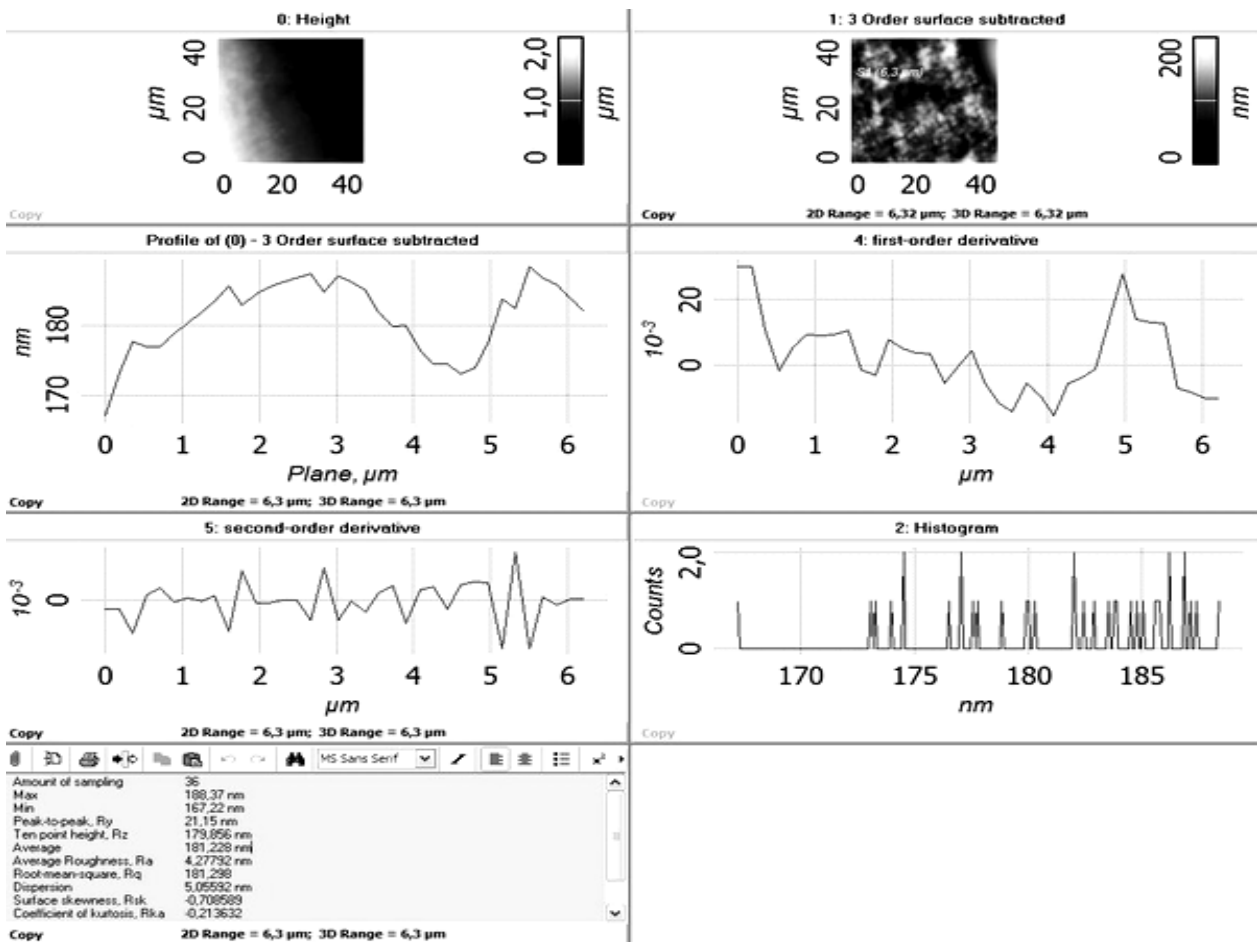 0: Height
40
20
0
µm
0 20 40
2,0
1,0
0
µm
Copy
1: 3 Order surface subtracted
40
20
0
µm
S1 (6,3 µm)
0 20 40
200
0
nm
Copy 2D Range = 6,32 µm; 3D Range = 6,32 µm
Profile of (0) - 3 Order surface subtracted
nm
180
170
0 1 2 3 4 5 6
Plane, µm
Copy 2D Range = 6,3 µm; 3D Range = 6,3 µm
4: first-order derivative
10⁻³
20
0
0 1 2 3 4 5 6
µm
Copy
5: second-order derivative
10⁻³
0
0 1 2 3 4 5 6
µm
Copy 2D Range = 6,3 µm; 3D Range = 6,3 µm
2: Histogram
Counts
2,0
0
170 175 180 185
nm
Copy
MS Sans Serif
x²
Amount of sampling 36
Max 188,37 nm
Min 167,22 nm
Peak-to-peak, Ry 21,15 nm
Ten point height, Rz 179,856 nm
Average 181,228 nm
Average Roughness, Ra 4,27792 nm
Root-mean-square, Rq 181,298
Dispersion 5,05592 nm
Surface skewness, Rsk -0,708589
Coefficient of kurtosis, Rka -0,213632
Copy 2D Range = 6,3 µm; 3D Range = 6,3 µm